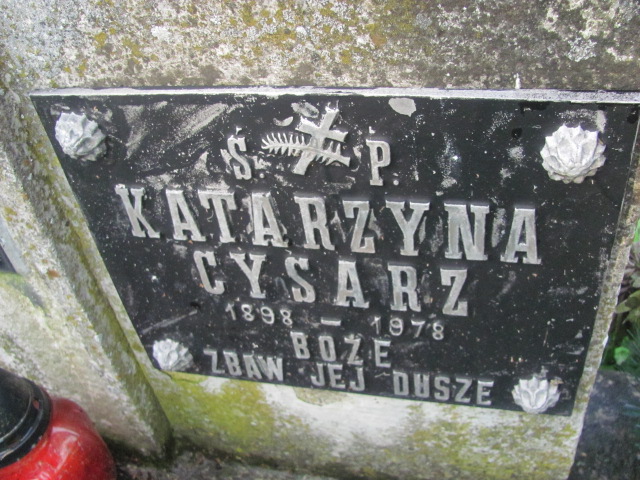 Ś. P.
KATARZYNA
CYSARZ
1898 – 1978
BOŻE
ZBAW JEJ DUSZE